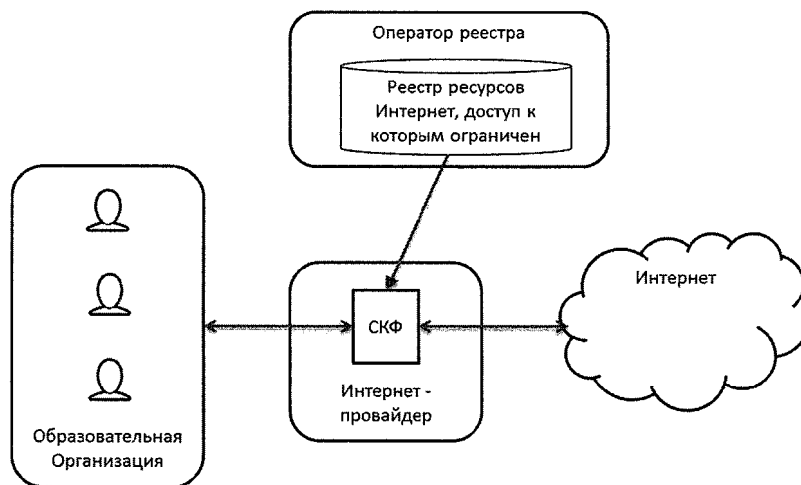 Оператор реестра
Реестр ресурсов
Интернет, доступ к
которым ограничен
Интернет
СКФ
Интернет -
провайдер
Образовательная
Организация